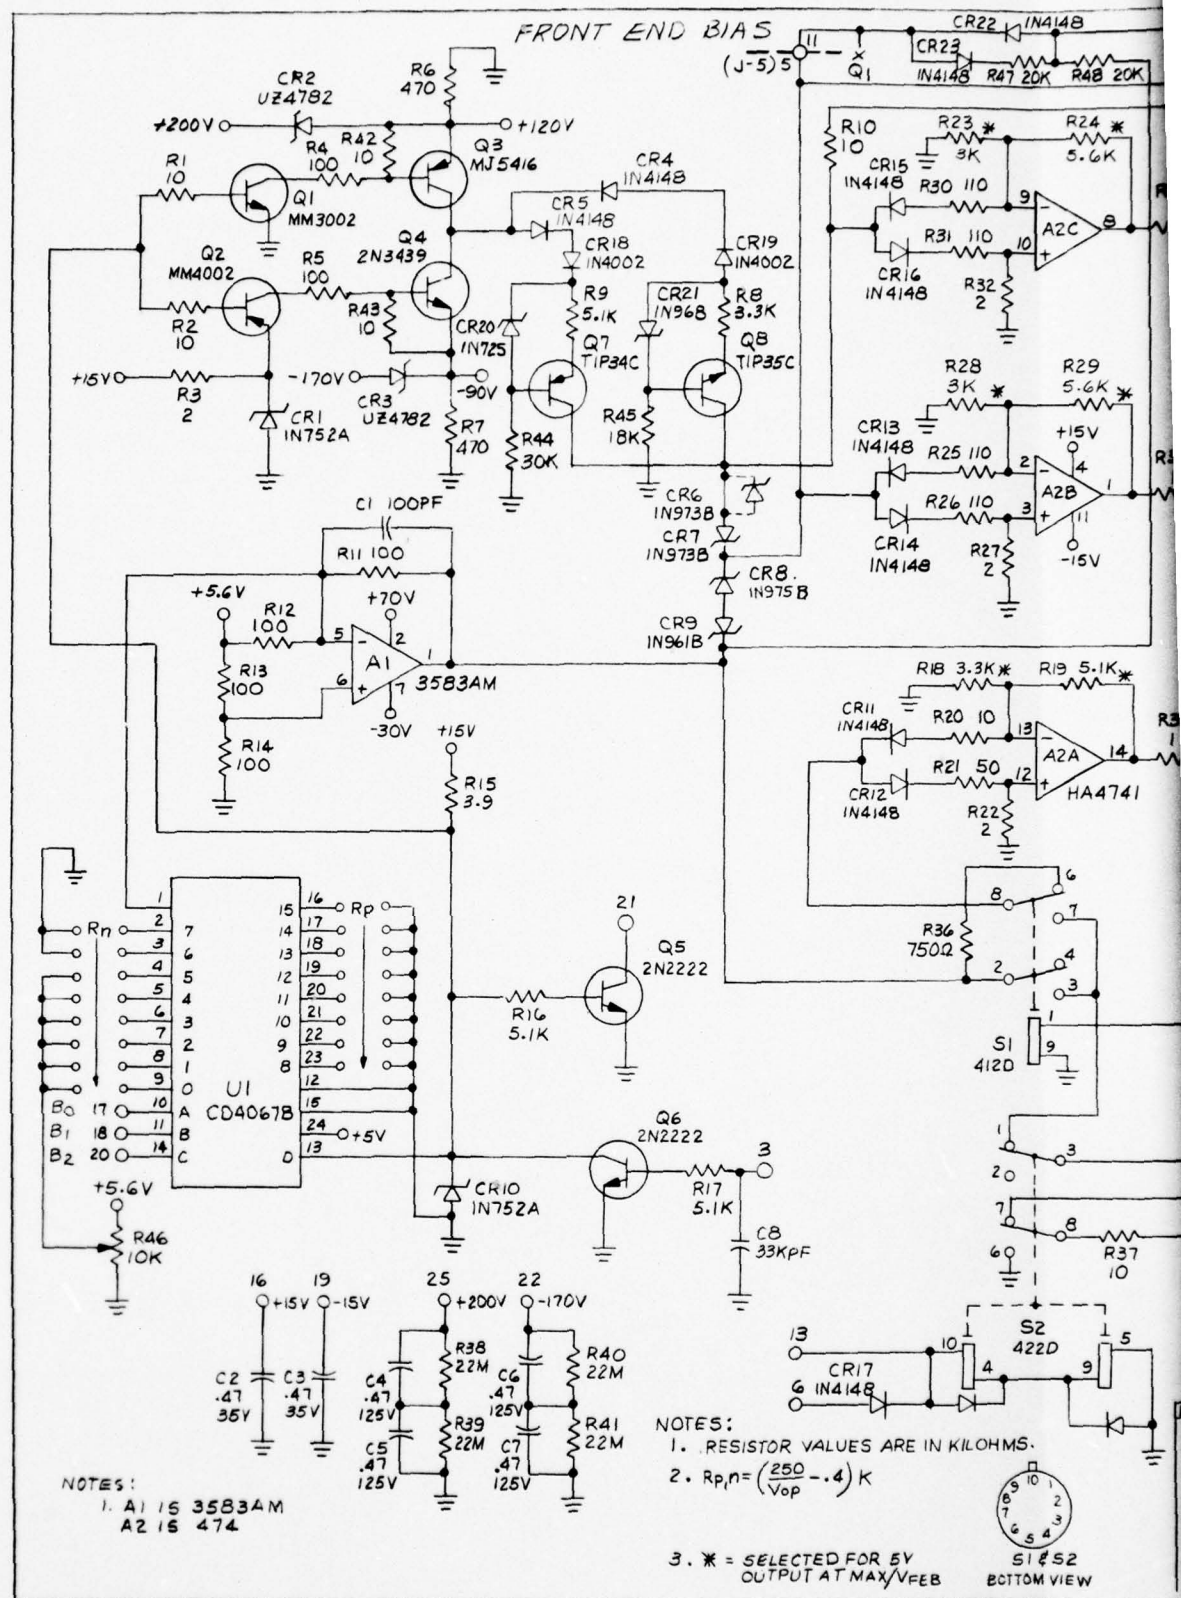 FRONT END BIAS
11
(J-5) 5
X
Q1
CR22 1N4148
CR23
1N4148 R47 20K R48 20K
CR2
UZ4782
R6
470
+200V
+120V
R42
10
R4
100
R1
10
Q3
MJ5416
Q1
MM3002
CR4
1N4148
CR5
1N4148
Q2
MM4002
R5
100
Q4
2N3439
CR18
1N4002
CR19
1N4002
R2
10
R43
10
CR20
1N725
R9
5.1K
CR21
1N968
R8
3.3K
Q7
TIP34C
Q8
TIP35C
+15V
R3
2
-170V
CR3
UZ4782
-90V
CR1
1N752A
R7
470
R44
30K
R45
18K
R10
10
R23 *
3K
R24 *
5.6K
CR15
1N4148
R30 110
9 -
A2C
8
R31 110
10 +
CR16
1N4148
R32
2
R28
3K *
R29
5.6K *
CR13
1N4148
R25 110
+15V
4
2 -
A2B
1
R26 110
3 +
11
-15V
CR14
1N4148
R27
2
CR6
1N973B
CR7
1N973B
CR8
1N975B
CR9
1N961B
C1 100PF
R11 100
+5.6V
R12
100
+70V
5 -
2
A1
1
3583AM
6 +
7
-30V
R13
100
R14
100
+15V
R15
3.9
R18 3.3K *
R19 5.1K *
CR11
1N4148
R20 10
13 -
A2A
14
R21 50
12 +
HA4741
CR12
1N4148
R22
2
6
8
7
R36
750Ω
2
4
3
S1
412D
1
9
1
2
3
4
5
6
7
8
9
10
11
14
Rn
7
6
5
4
3
2
1
0
A
B
C
15
14
13
12
11
10
9
8
D
16
17
18
19
20
21
22
23
12
15
24
13
Rp
U1
CD4067B
+5V
B0 17
B1 18
B2 20
+5.6V
R46
10K
21
Q5
2N2222
R16
5.1K
Q6
2N2222
R17
5.1K
3
C8
33KPF
CR10
1N752A
1
2
3
7
8
6
R37
10
16
+15V
19
-15V
25
+200V
22
-170V
C2
.47
35V
C3
.47
35V
C4
.47
125V
R38
22M
C5
.47
125V
R39
22M
C6
.47
125V
R40
22M
C7
.47
125V
R41
22M
13
6
CR17
1N4148
S2
422D
10
4
9
5
NOTES:
1. RESISTOR VALUES ARE IN KILOHMS.
2. Rp,n=(250/Vop -.4) K
3. * = SELECTED FOR 5V
OUTPUT AT MAX/VFEB
10
1
2
3
4
5
6
7
8
9
S1 & S2
BOTTOM VIEW
NOTES:
1. A1 IS 3583AM
A2 IS 474